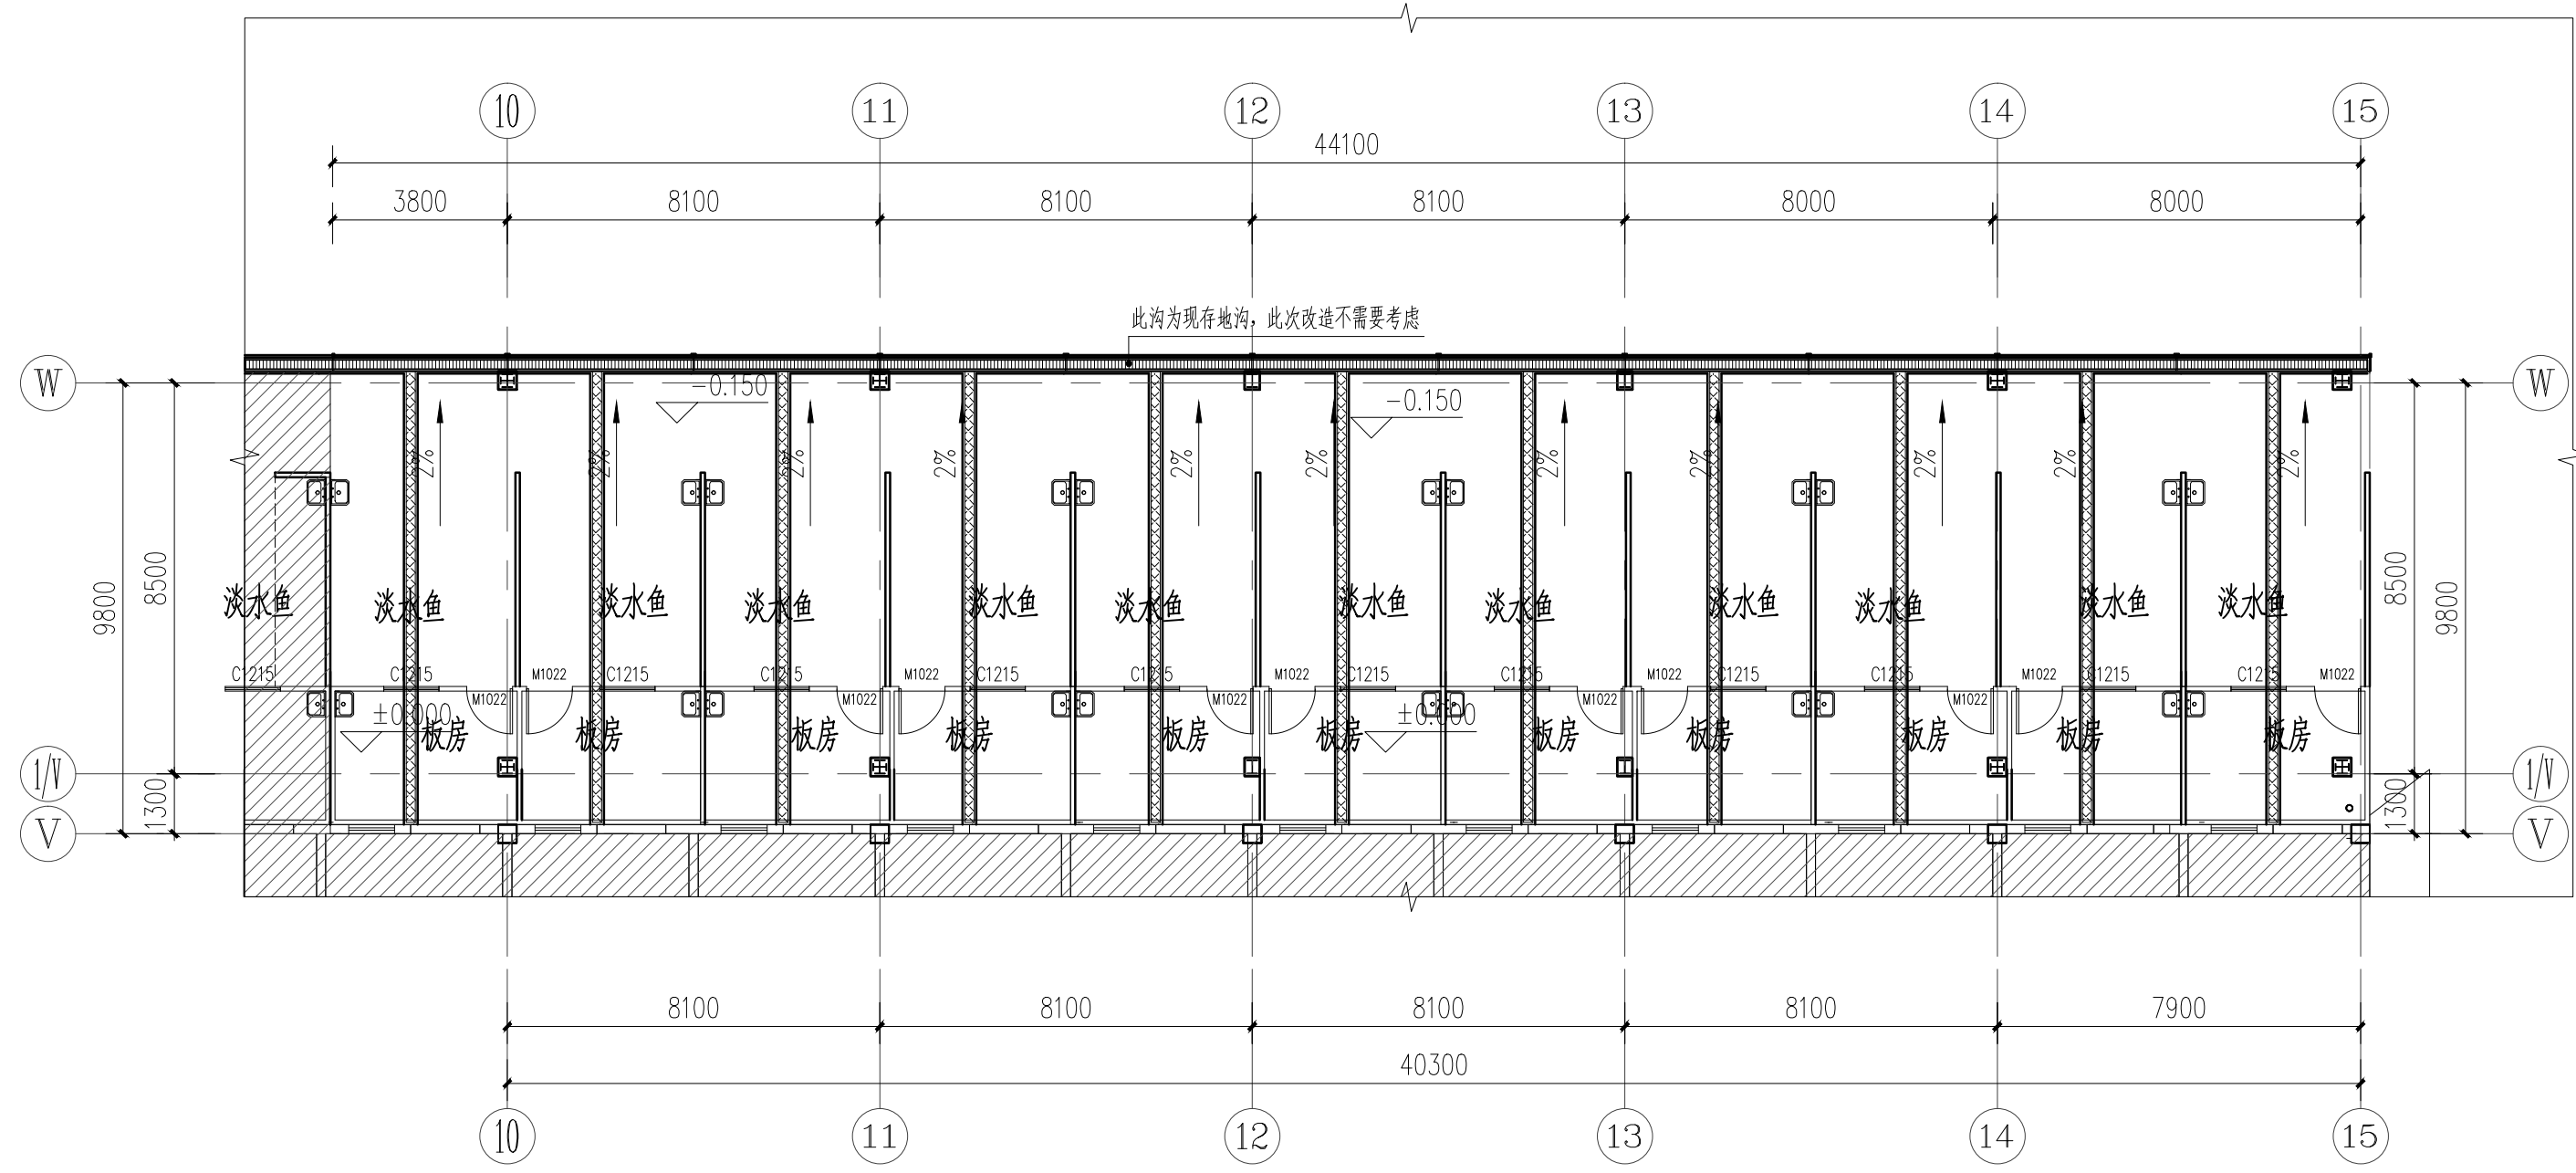 10 11 12 13 14 15
44100
3800 8100 8100 8100 8000 8000
此沟为现存地沟，此次改造不需要考虑
W W
-0.150 -0.150
2% 2% 2% 2% 2% 2% 2% 2% 2% 2% 2%
9800 8500 8500 9800
淡水鱼 淡水鱼 淡水鱼 淡水鱼 淡水鱼 淡水鱼 淡水鱼 淡水鱼 淡水鱼 淡水鱼 淡水鱼 淡水鱼
C1215 C1215 M1022 C1215 C1215 M1022 C1215 C1215 M1022 C1215 C1215 M1022 C1215 C1215 M1022 C1215 C1215 M1022
M1022 M1022 M1022 M1022 M1022
±0.000 ±0.000
板房 板房 板房 板房 板房 板房 板房 板房 板房 板房 板房
1/V 1/V
1300 1300
V V
8100 8100 8100 8100 7900
40300
10 11 12 13 14 15